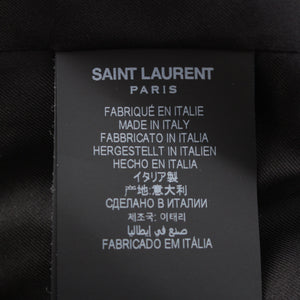 SAINT LAURENT
PARIS
FABRIQUÉ EN ITALIE
MADE IN ITALY
FABBRICATO IN ITALIA
HERGESTELLT IN ITALIEN
HECHO EN ITALIA
イタリア製
产地:意大利
СДЕЛАНО В ИТАЛИИ
제조국: 이태리
صنع في إيطاليا
FABRICADO EM ITÁLIA